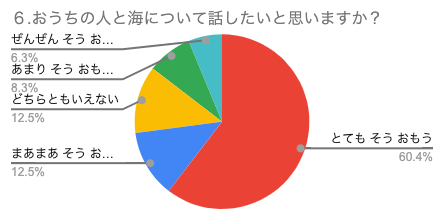 ６.おうちの人と海について話したいと思いますか？
ぜんぜん そう お…
6.3%
あまり そう おも…
8.3%
どちらともいえない
12.5%
まあまあ そう お…
12.5%
とても そう おもう
60.4%